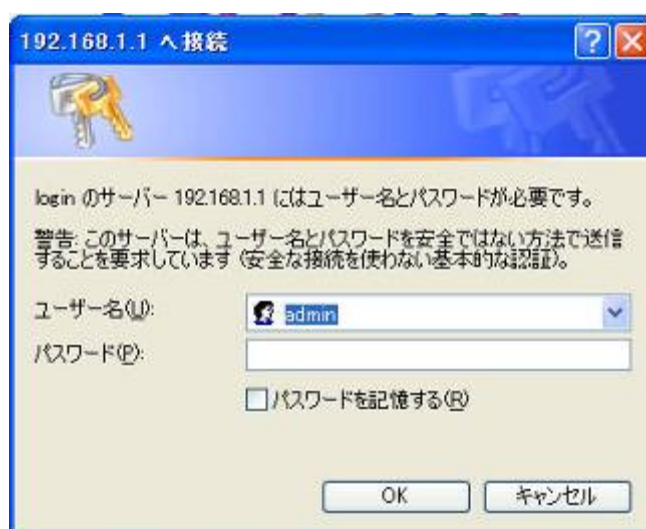 192.168.1.1 へ接続
login のサーバー 192.168.1.1 にはユーザー名とパスワードが必要です。
警告: このサーバーは、ユーザー名とパスワードを安全ではない方法で送信
することを要求しています (安全な接続を使わない基本的な認証)。
ユーザー名(U):
admin
パスワード(P):
パスワードを記憶する(R)
OK
キャンセル